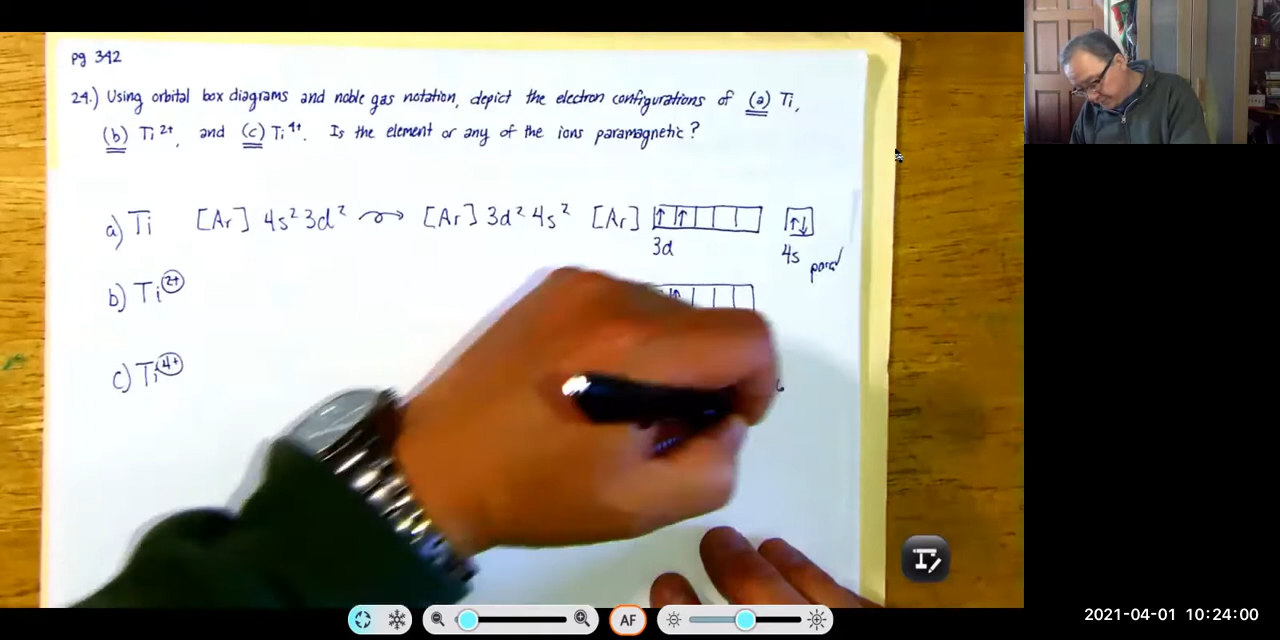 pg 342
24.) Using orbital box diagrams and noble gas notation, depict the electron configurations of (a) Ti,
(b) Ti 2+, and (c) Ti 4+. Is the element or any of the ions paramagnetic?
a) Ti [Ar] 4s² 3d² → [Ar] 3d² 4s² [Ar] ↑ ↑ ↑↓
3d 4s
para
b) Ti 2+
c) Ti 4+
AF
2021-04-01 10:24:00